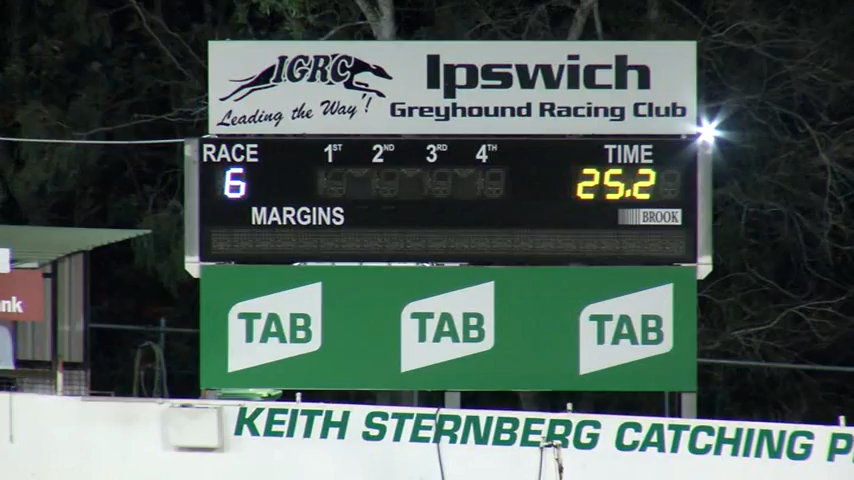 IGRC
Leading the Way!
Ipswich
Greyhound Racing Club
RACE 1ST 2ND 3RD 4TH TIME
6 25.2
MARGINS BROOK
nk
TAB TAB TAB
KEITH STERNBERG CATCHING P